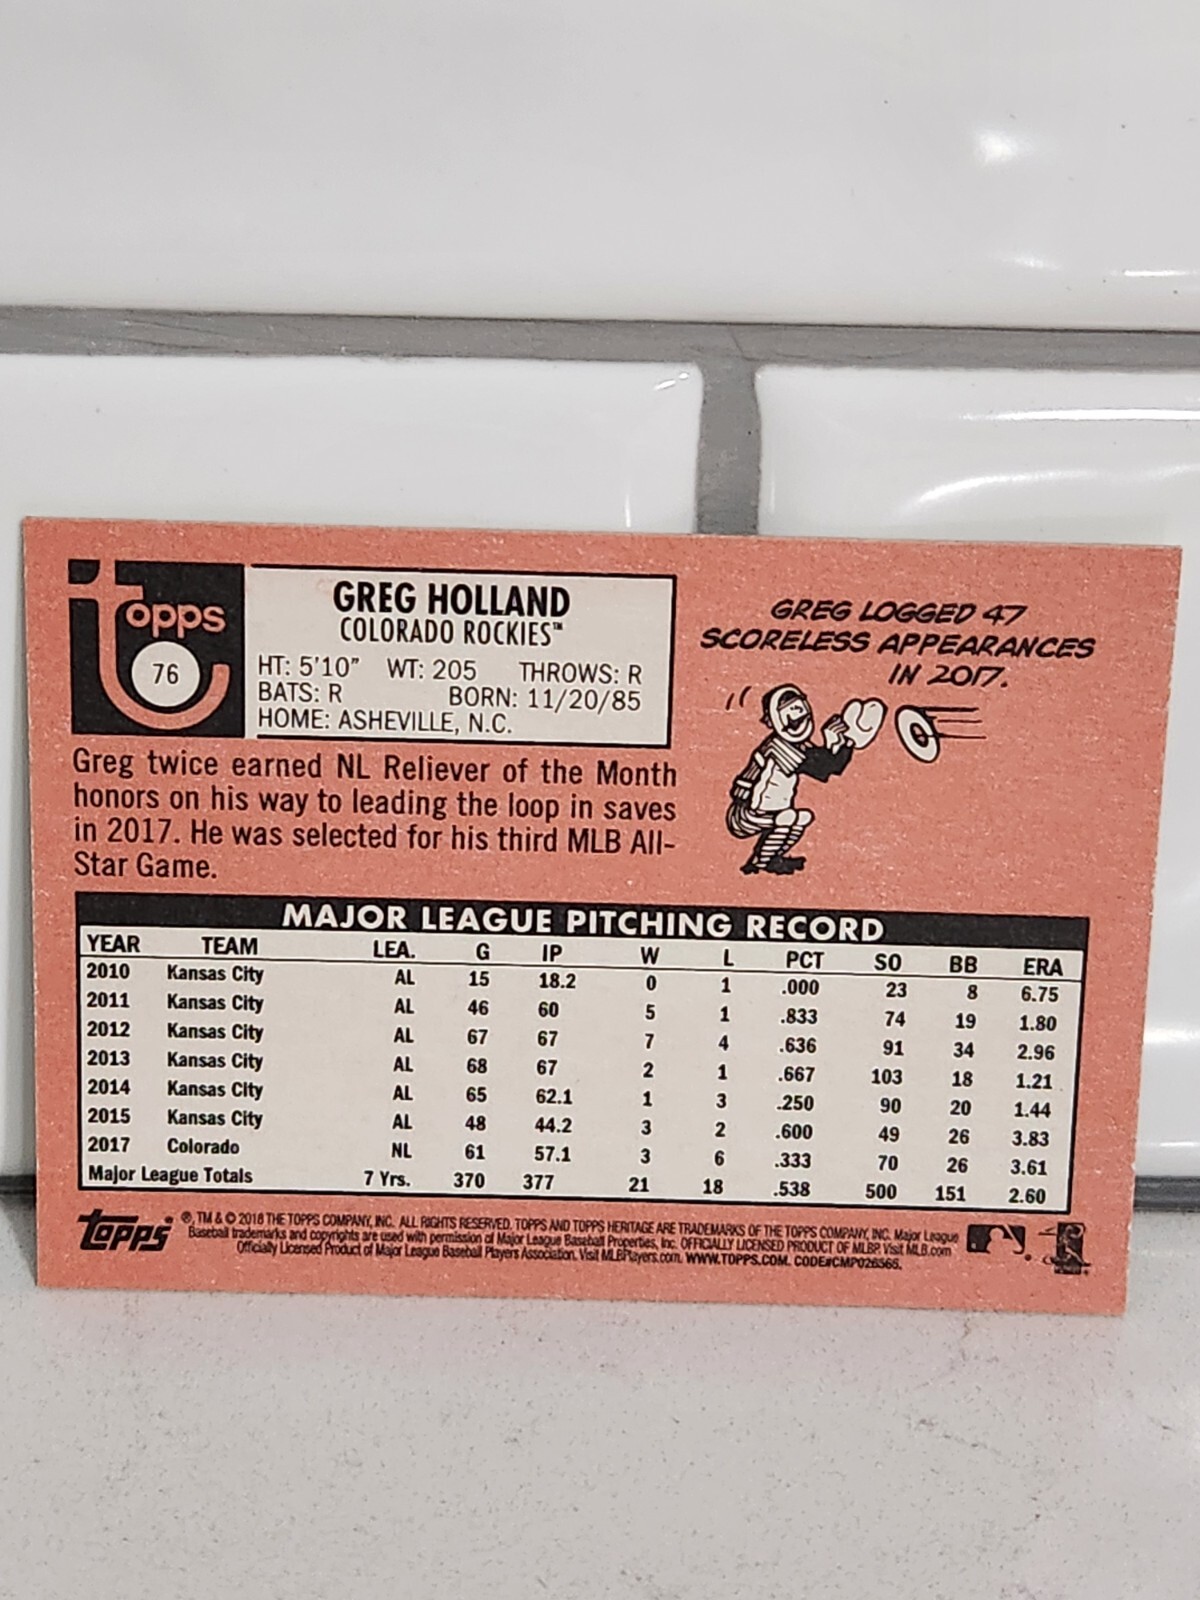 topps
76
GREG HOLLAND
COLORADO ROCKIES™
HT: 5'10" WT: 205 THROWS: R
BATS: R BORN: 11/20/85
HOME: ASHEVILLE, N.C.
GREG LOGGED 47
SCORELESS APPEARANCES
IN 2017.
Greg twice earned NL Reliever of the Month
honors on his way to leading the loop in saves
in 2017. He was selected for his third MLB All-
Star Game.
MAJOR LEAGUE PITCHING RECORD
YEAR TEAM LEA. G IP W L PCT SO BB ERA
2010 Kansas City AL 15 18.2 0 1 .000 23 8 6.75
2011 Kansas City AL 46 60 5 1 .833 74 19 1.80
2012 Kansas City AL 67 67 7 4 .636 91 34 2.96
2013 Kansas City AL 68 67 2 1 .667 103 18 1.21
2014 Kansas City AL 65 62.1 1 3 .250 90 20 1.44
2015 Kansas City AL 48 44.2 3 2 .600 49 26 3.83
2017 Colorado NL 61 57.1 3 6 .333 70 26 3.61
Major League Totals 7 Yrs. 370 377 21 18 .538 500 151 2.60
topps ®, TM & © 2018 THE TOPPS COMPANY, INC. ALL RIGHTS RESERVED. TOPPS AND TOPPS HERITAGE ARE TRADEMARKS OF THE TOPPS COMPANY, INC. Major League
Baseball trademarks and copyrights are used with permission of Major League Baseball Properties, Inc. OFFICIALLY LICENSED PRODUCT OF MLBP. Visit MLB.com
Officially Licensed Product of Major League Baseball Players Association. Visit MLBPlayers.com. WWW.TOPPS.COM. CODE#CMP026565.